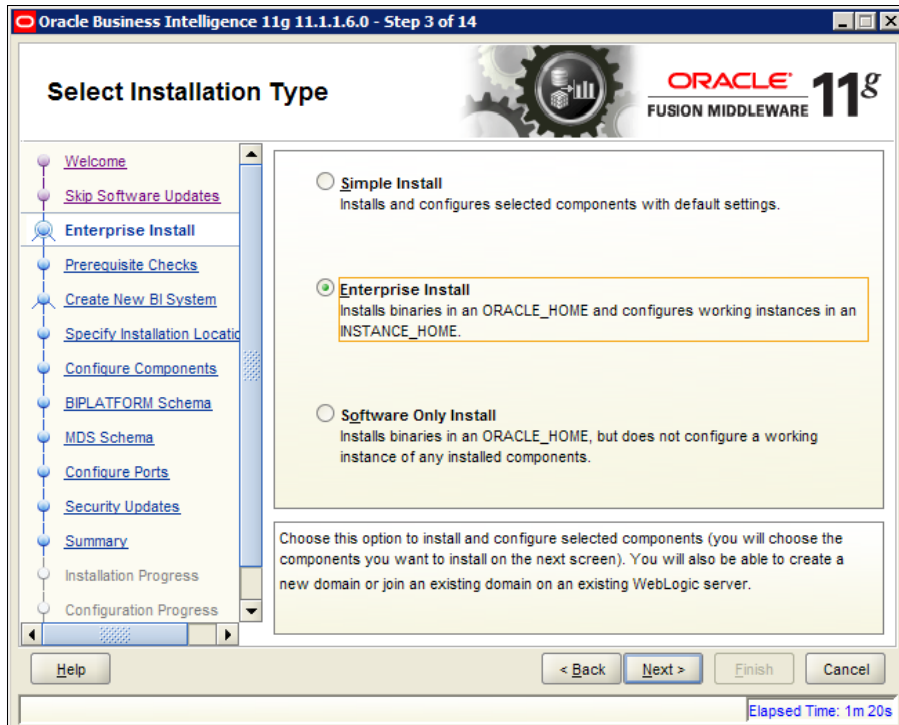 Oracle Business Intelligence 11g 11.1.1.6.0 - Step 3 of 14
Select Installation Type
ORACLE
FUSION MIDDLEWARE
11g
Welcome
Skip Software Updates
Enterprise Install
Prerequisite Checks
Create New BI System
Specify Installation Locatio
Configure Components
BIPLATFORM Schema
MDS Schema
Configure Ports
Security Updates
Summary
Installation Progress
Configuration Progress
Simple Install
Installs and configures selected components with default settings.
Enterprise Install
Installs binaries in an ORACLE_HOME and configures working instances in an
INSTANCE_HOME.
Software Only Install
Installs binaries in an ORACLE_HOME, but does not configure a working
instance of any installed components.
Choose this option to install and configure selected components (you will choose the
components you want to install on the next screen). You will also be able to create a
new domain or join an existing domain on an existing WebLogic server.
Help
< Back
Next >
Finish
Cancel
Elapsed Time: 1m 20s